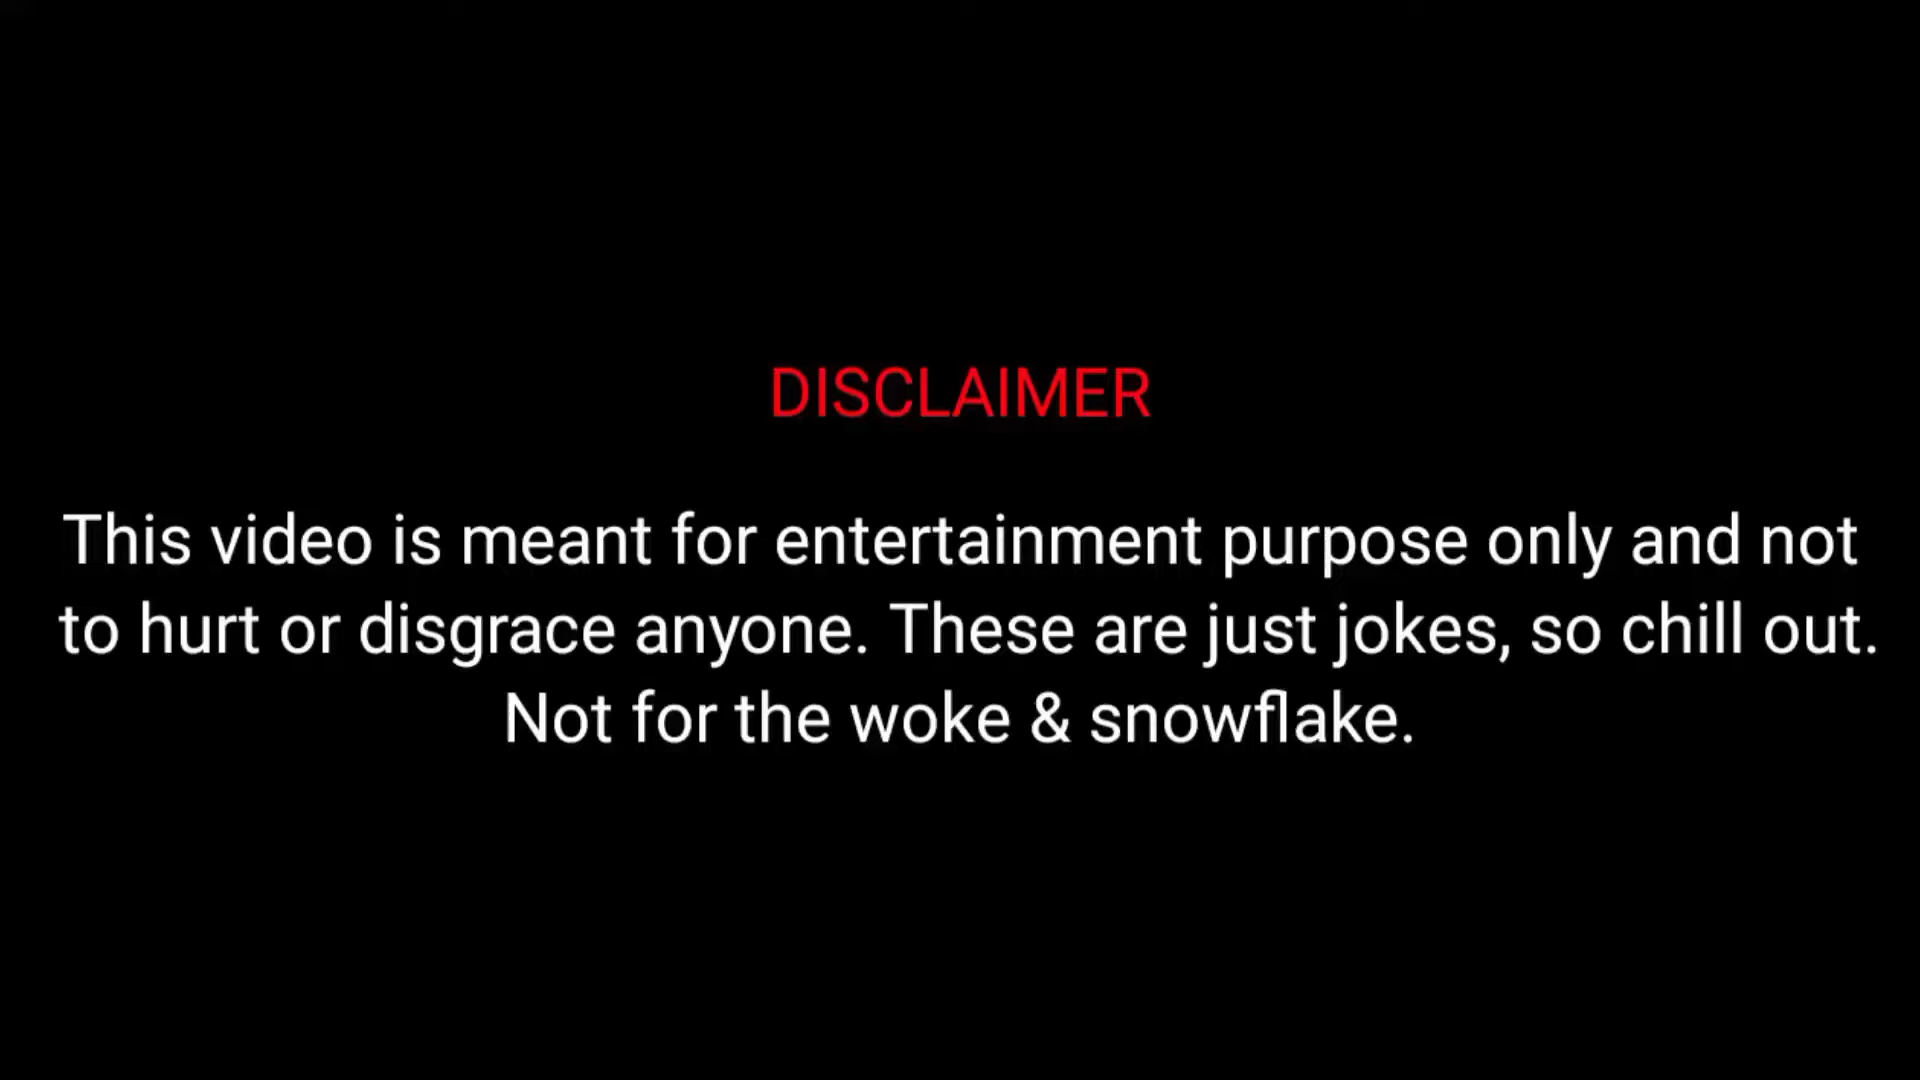 DISCLAIMER
This video is meant for entertainment purpose only and not
to hurt or disgrace anyone. These are just jokes, so chill out.
Not for the woke & snowflake.